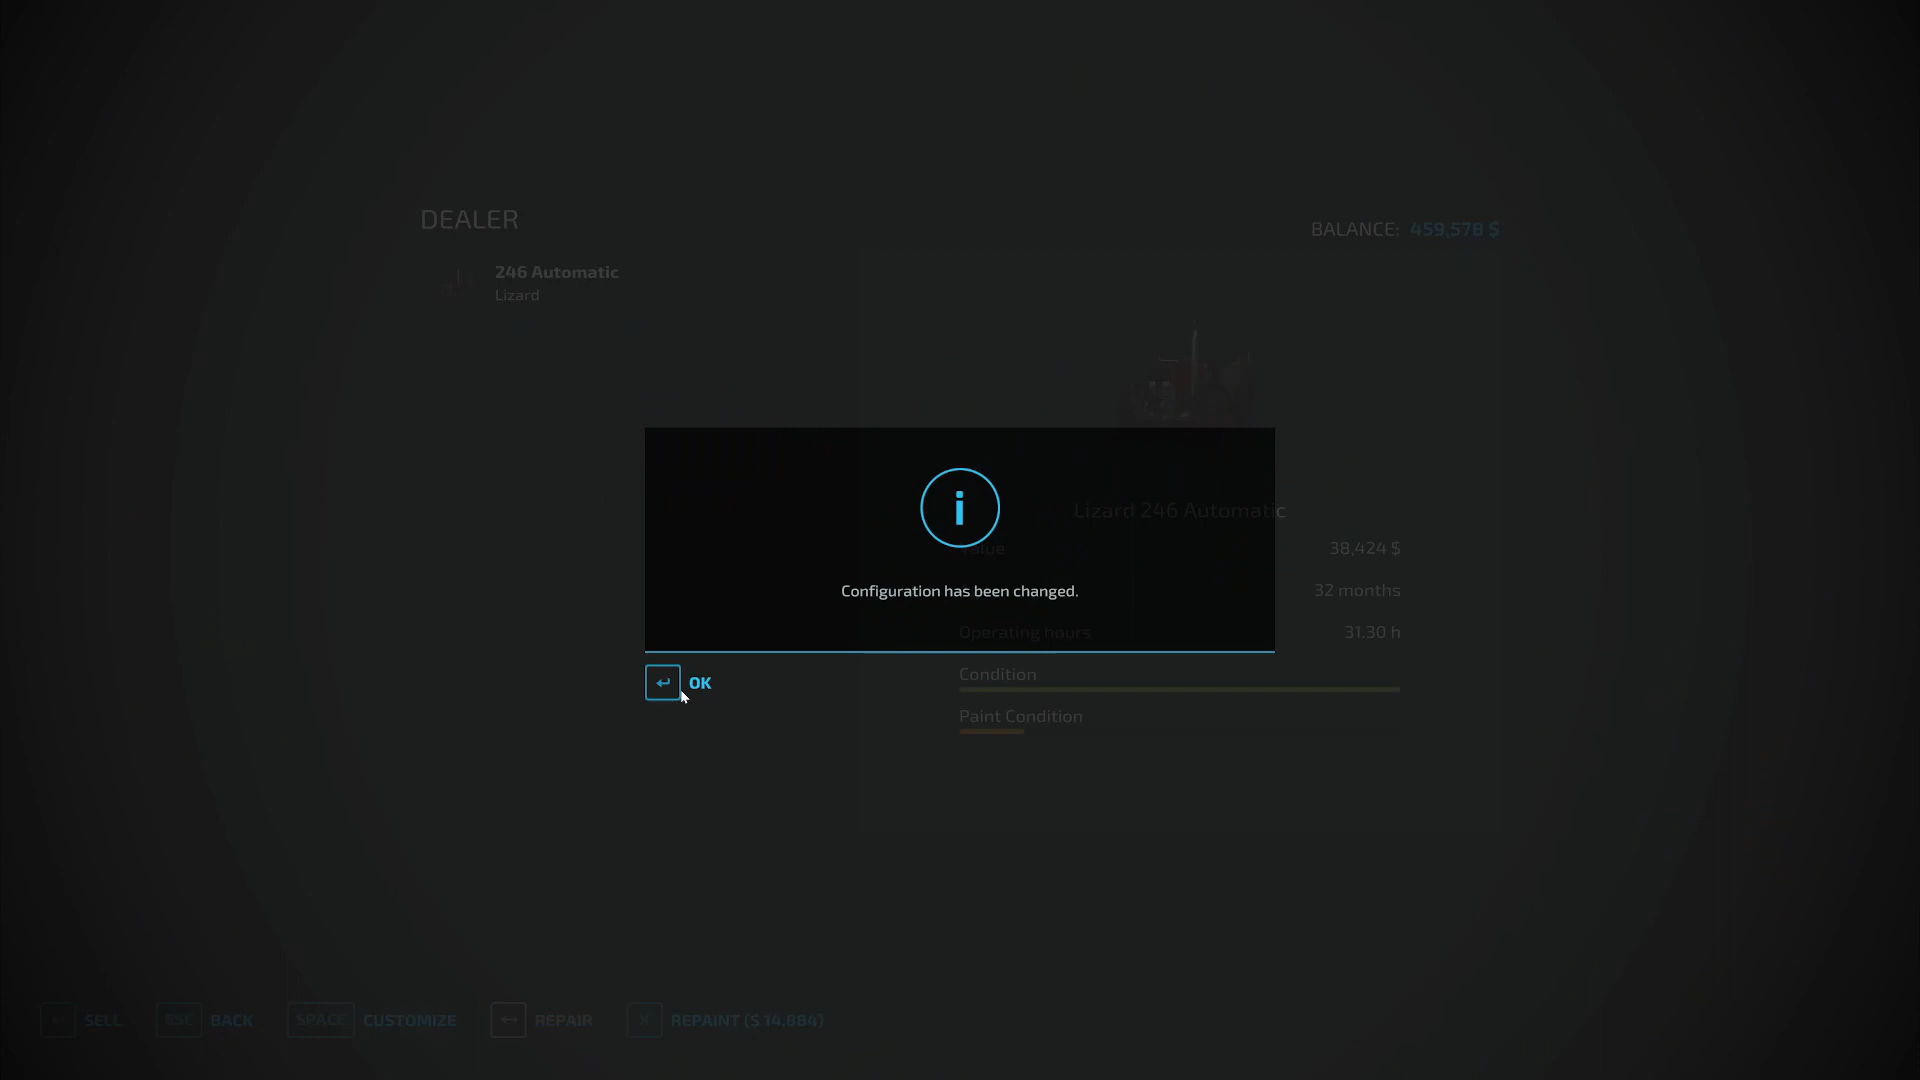 DEALER
BALANCE: 459,578 $
246 Automatic
Lizard
Lizard 246 Automatic
Value 38,424 $
Configuration has been changed.
32 months
Operating hours 31.30 h
OK
Condition
Paint Condition
SELL
ESC BACK
SPACE CUSTOMIZE
REPAIR
X REPAINT ($ 14,884)